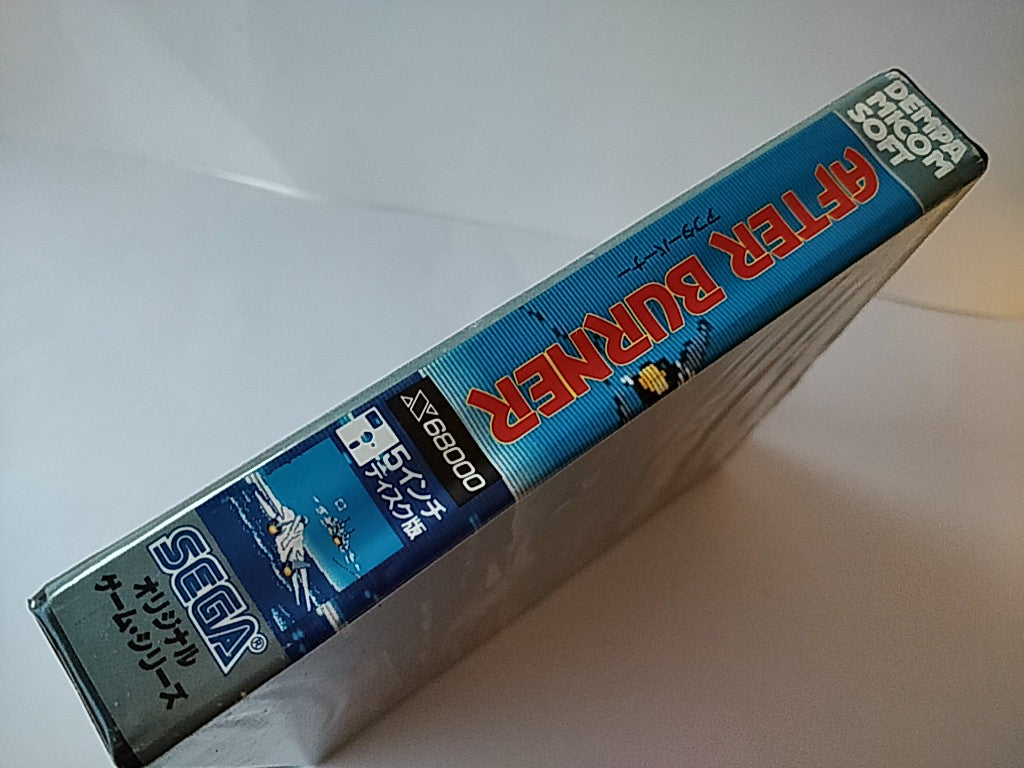 DEMPA
MICOM
SOFT
AFTER BURNER
アフターバーナー
X68000
5インチ
ディスク版
SEGA®
オリジナル
ゲーム・シリーズ